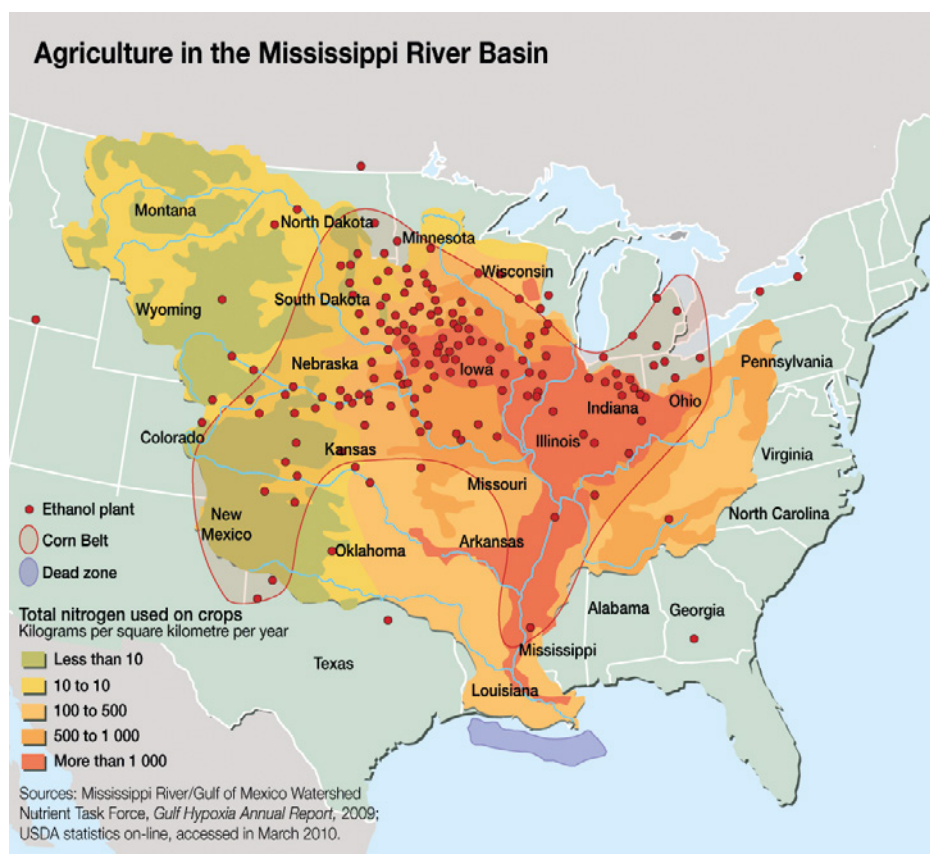 Agriculture in the Mississippi River Basin
Montana
North Dakota
Minnesota
Wisconsin
Wyoming
South Dakota
Nebraska
Iowa
Pennsylvania
Indiana
Ohio
Colorado
Kansas
Illinois
Virginia
Missouri
Ethanol plant
New
Mexico
North Carolina
Corn Belt
Oklahoma
Arkansas
Dead zone
Alabama
Georgia
Total nitrogen used on crops
Kilograms per square kilometre per year
Mississippi
Texas
Less than 10
10 to 10
Louisiana
100 to 500
500 to 1 000
More than 1 000
Sources: Mississippi River/Gulf of Mexico Watershed
Nutrient Task Force, Gulf Hypoxia Annual Report, 2009;
USDA statistics on-line, accessed in March 2010.